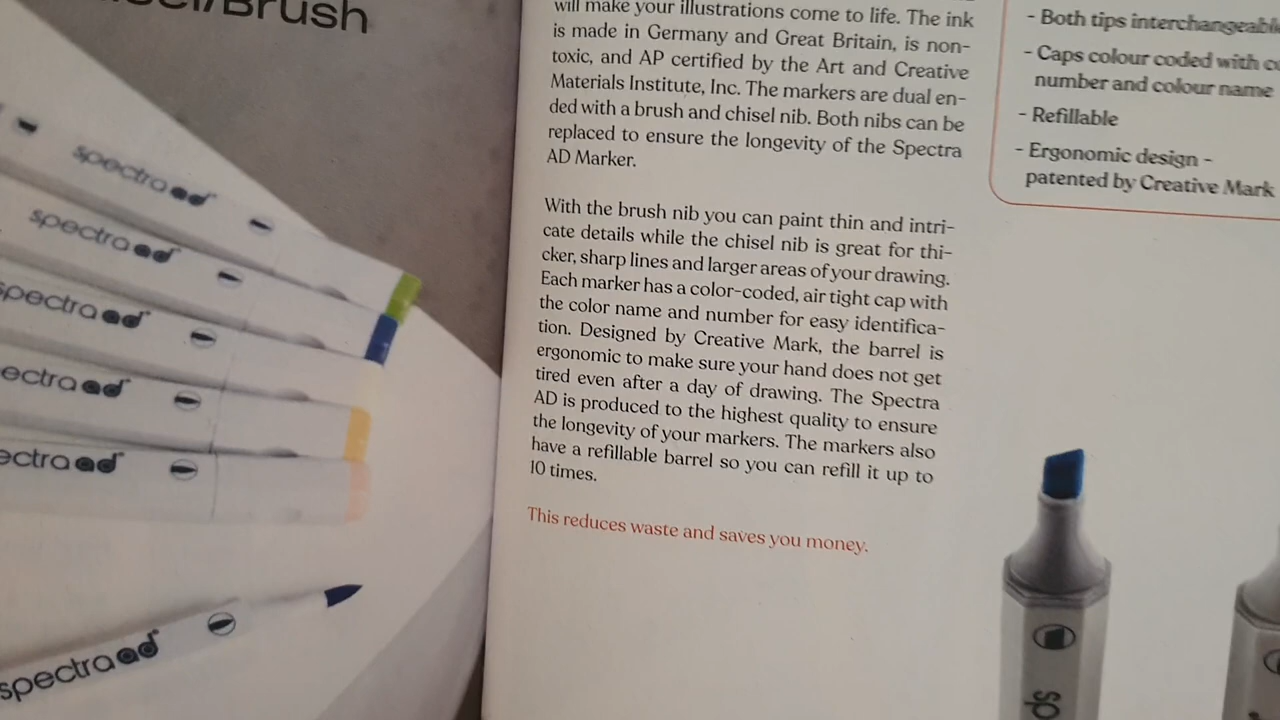 /Brush
spectra ad
spectra ad
spectra ad
ectra ad
ectra ad
spectra ad
will make your illustrations come to life. The ink
is made in Germany and Great Britain, is non-
toxic, and AP certified by the Art and Creative
Materials Institute, Inc. The markers are dual en-
ded with a brush and chisel nib. Both nibs can be
replaced to ensure the longevity of the Spectra
AD Marker.
With the brush nib you can paint thin and intri-
cate details while the chisel nib is great for thi-
cker, sharp lines and larger areas of your drawing.
Each marker has a color-coded, air tight cap with
the color name and number for easy identifica-
tion. Designed by Creative Mark, the barrel is
ergonomic to make sure your hand does not get
tired even after a day of drawing. The Spectra
AD is produced to the highest quality to ensure
the longevity of your markers. The markers also
have a refillable barrel so you can refill it up to
10 times.
This reduces waste and saves you money.
- Both tips interchangeable
- Caps colour coded with
number and colour name
- Refillable
- Ergonomic design -
patented by Creative Mark
sp